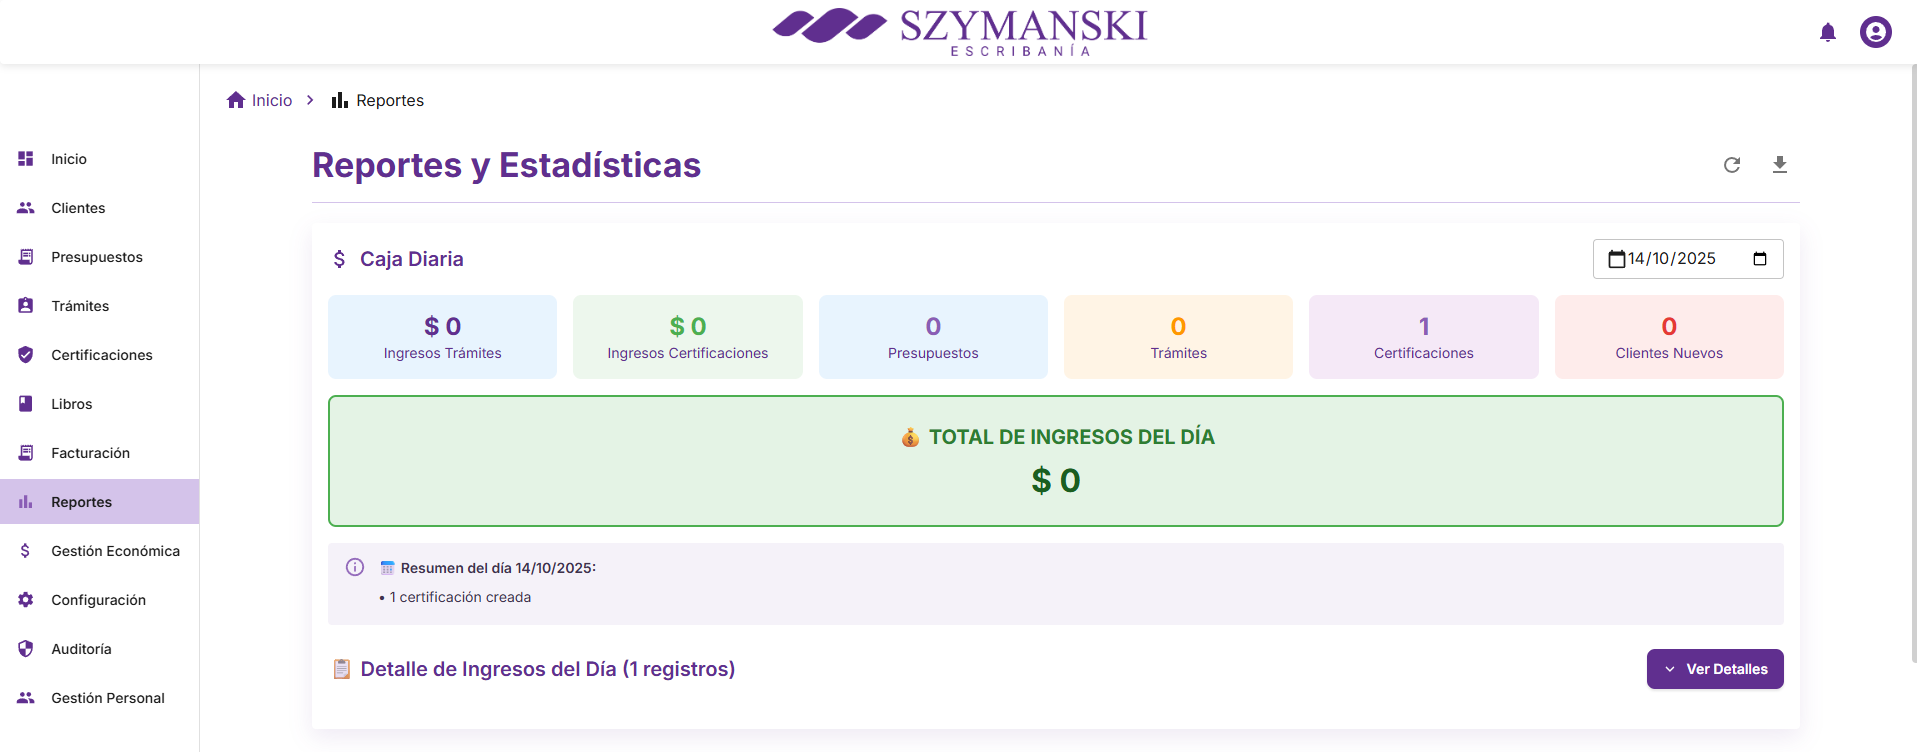 SZYMANSKI
ESCRIBANÍA
Inicio
Reportes
Inicio
Clientes
Presupuestos
Trámites
Certificaciones
Libros
Facturación
Reportes
Gestión Económica
Configuración
Auditoría
Gestión Personal
Reportes y Estadísticas
$ Caja Diaria
14/10/2025
$ 0
Ingresos Trámites
$ 0
Ingresos Certificaciones
0
Presupuestos
0
Trámites
1
Certificaciones
0
Clientes Nuevos
TOTAL DE INGRESOS DEL DÍA
$ 0
Resumen del día 14/10/2025:
• 1 certificación creada
Detalle de Ingresos del Día (1 registros)
Ver Detalles